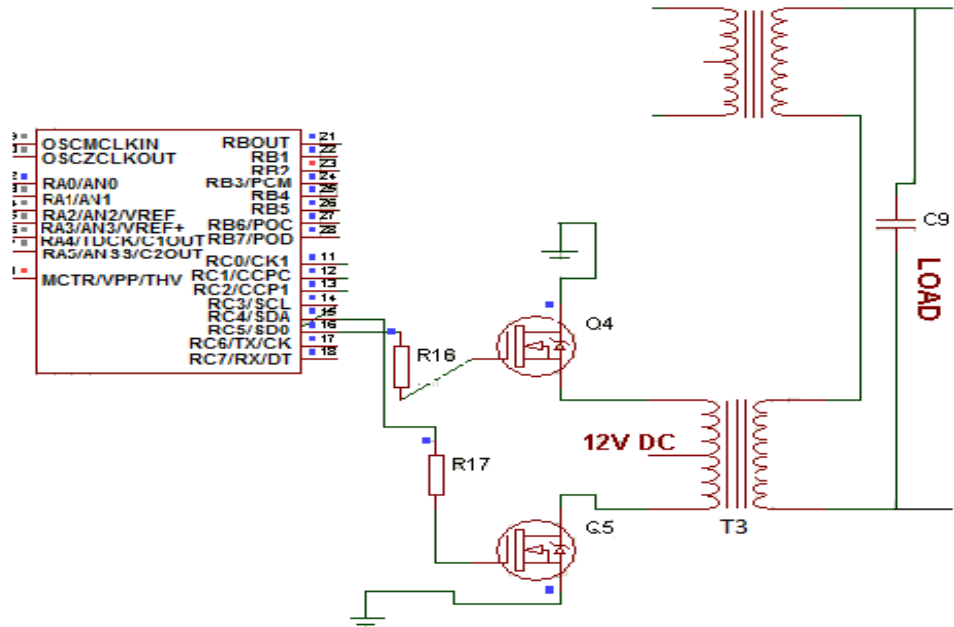 OSCMCLKIN
OSCZCLKOUT
RA0/AN0
RA1/AN1
RA2/AN2/VREF
RA3/AN3/VREF+
RA4/TDCK/C1OUT
RA5/ANSS/C2OUT
MCTR/VPP/THV
RBOUT 21
RB1 22
RB2 23
RB3/PCM 24
RB4 25
RB5 26
RB6/POC 27
RB7/POD 28
RC0/CK1 11
RC1/CCPC 12
RC2/CCP1 13
RC3/SCL 14
RC4/SDA 15
RC5/SD0 16
RC6/TX/CK 17
RC7/RX/DT 18
R16
R17
Q4
12V DC
T3
C9
LOAD